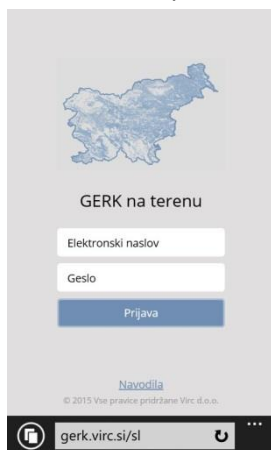 GERK na terenu
Elektronski naslov
Geslo
Prijava
Navodila
© 2015 Vse pravice pridržane Virc d.o.o.
gerk.virc.si/sl